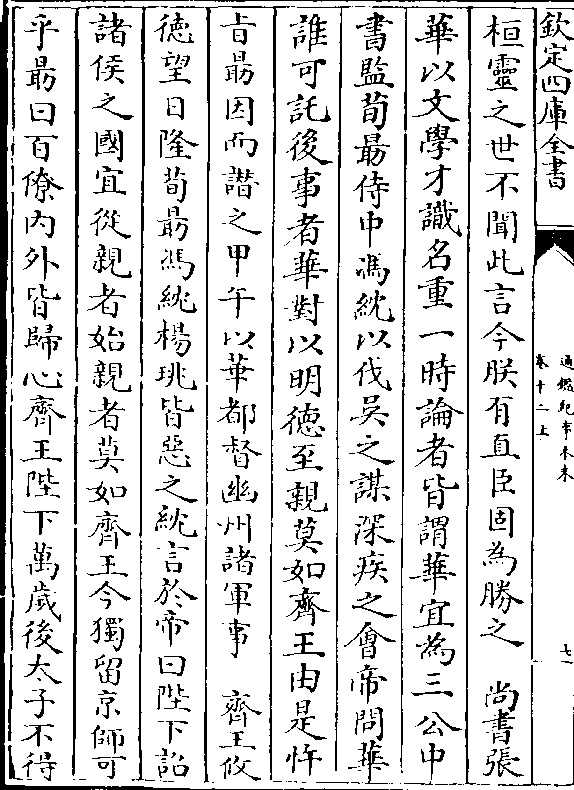 欽定四庫全書
通鑑紀事本末
卷十二上
七
桓靈之世不聞此言今朕有直臣固為勝之　尚書張
華以文學才識名重一時論者皆謂華宜為三公中
書監荀勗侍中馮紞以伐吳之謀深疾之會帝問華
誰可託後事者華對以明德至親莫如齊王由是忤
旨勗因而譖之甲午以華都督幽州諸軍事　齊王攸
德望日隆荀勗馮紞楊珧皆惡之紞言於帝曰陛下詔
諸侯之國宜從親者始親者莫如齊王今獨留京師可
乎勗曰百僚內外皆歸心齊王陛下萬歲後太子不得